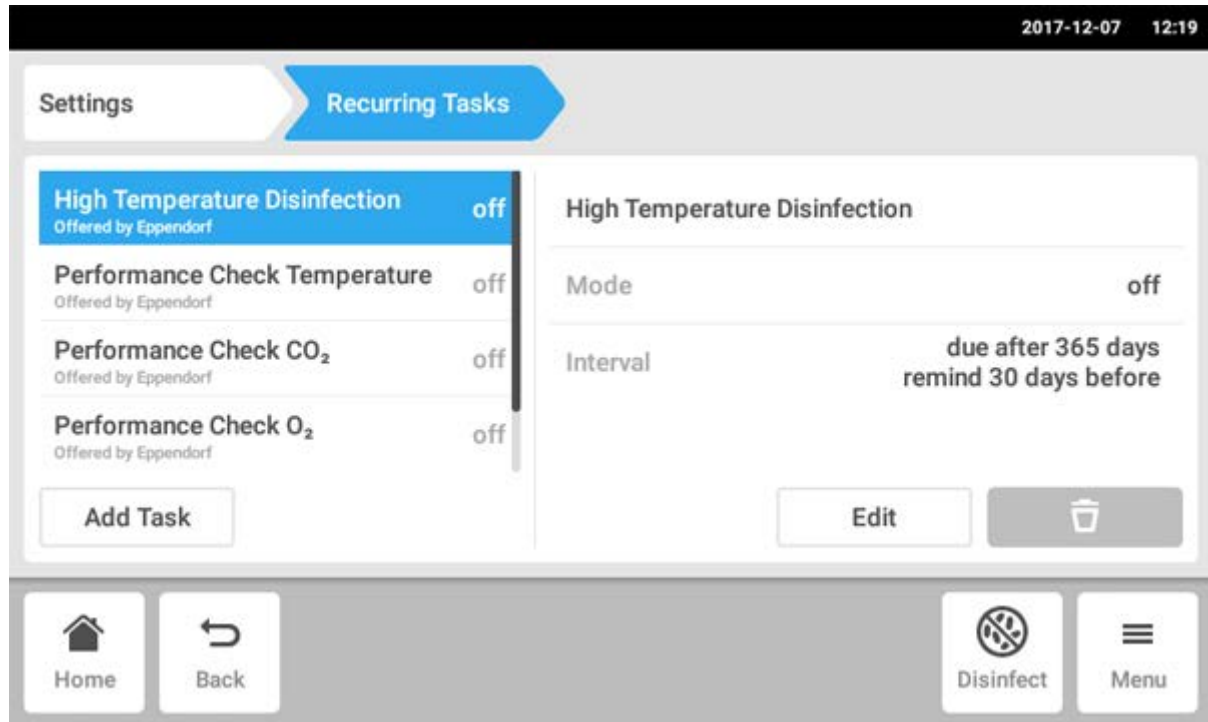 2017-12-07 12:19
Settings
Recurring Tasks
High Temperature Disinfection off
Offered by Eppendorf
Performance Check Temperature off
Offered by Eppendorf
Performance Check CO₂ off
Offered by Eppendorf
Performance Check O₂ off
Offered by Eppendorf
Add Task
High Temperature Disinfection
Mode off
Interval due after 365 days
remind 30 days before
Edit
Home
Back
Disinfect
Menu